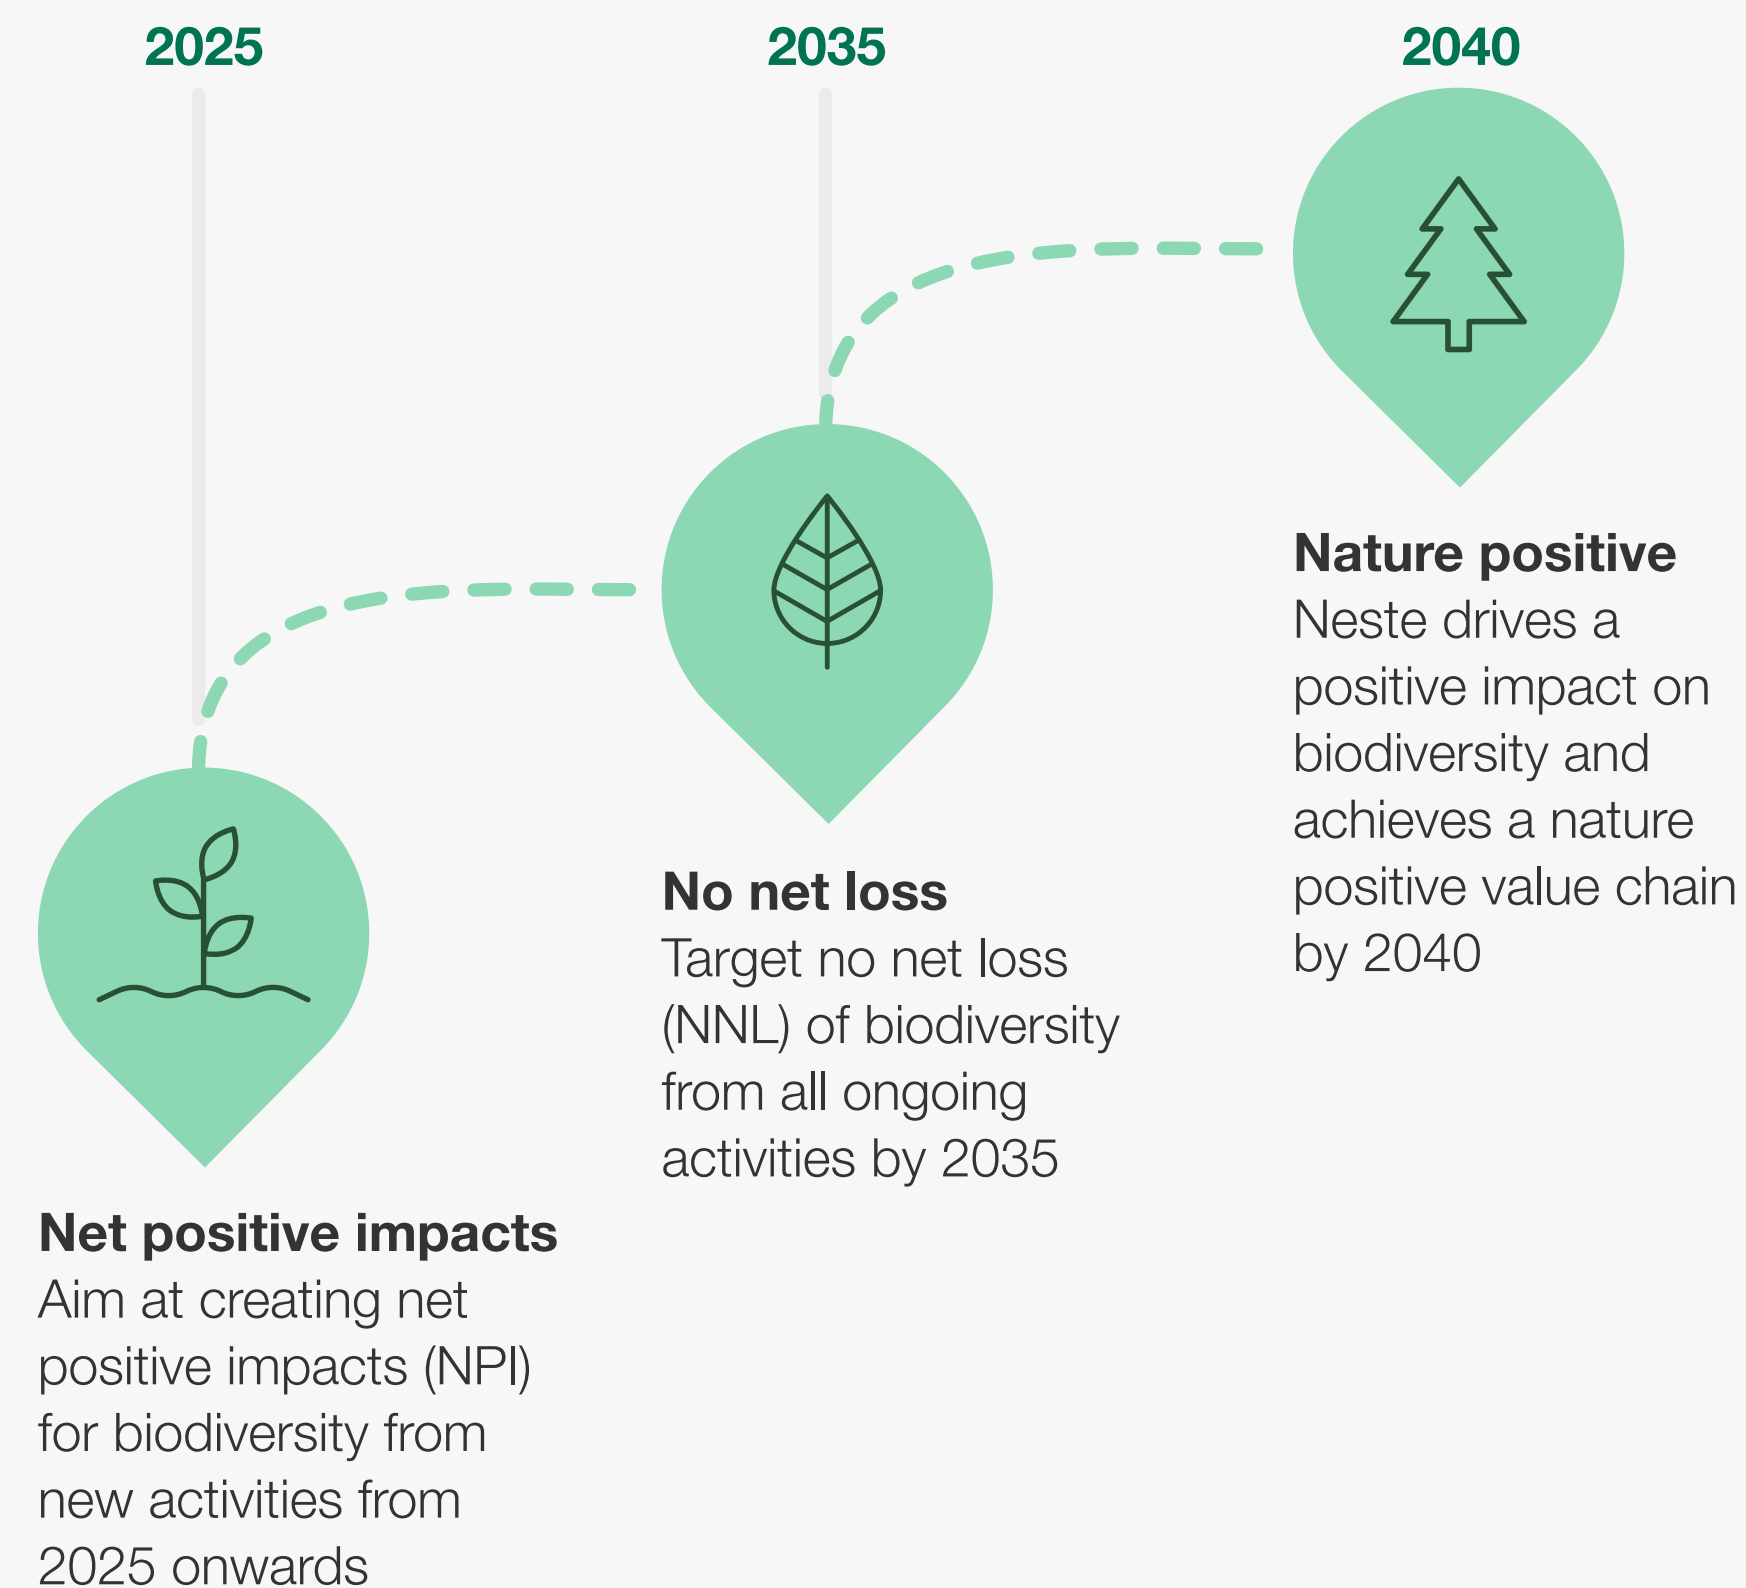 2025
2035
2040
Net positive impacts
Aim at creating net
positive impacts (NPI)
for biodiversity from
new activities from
2025 onwards
No net loss
Target no net loss
(NNL) of biodiversity
from all ongoing
activities by 2035
Nature positive
Neste drives a
positive impact on
biodiversity and
achieves a nature
positive value chain
by 2040